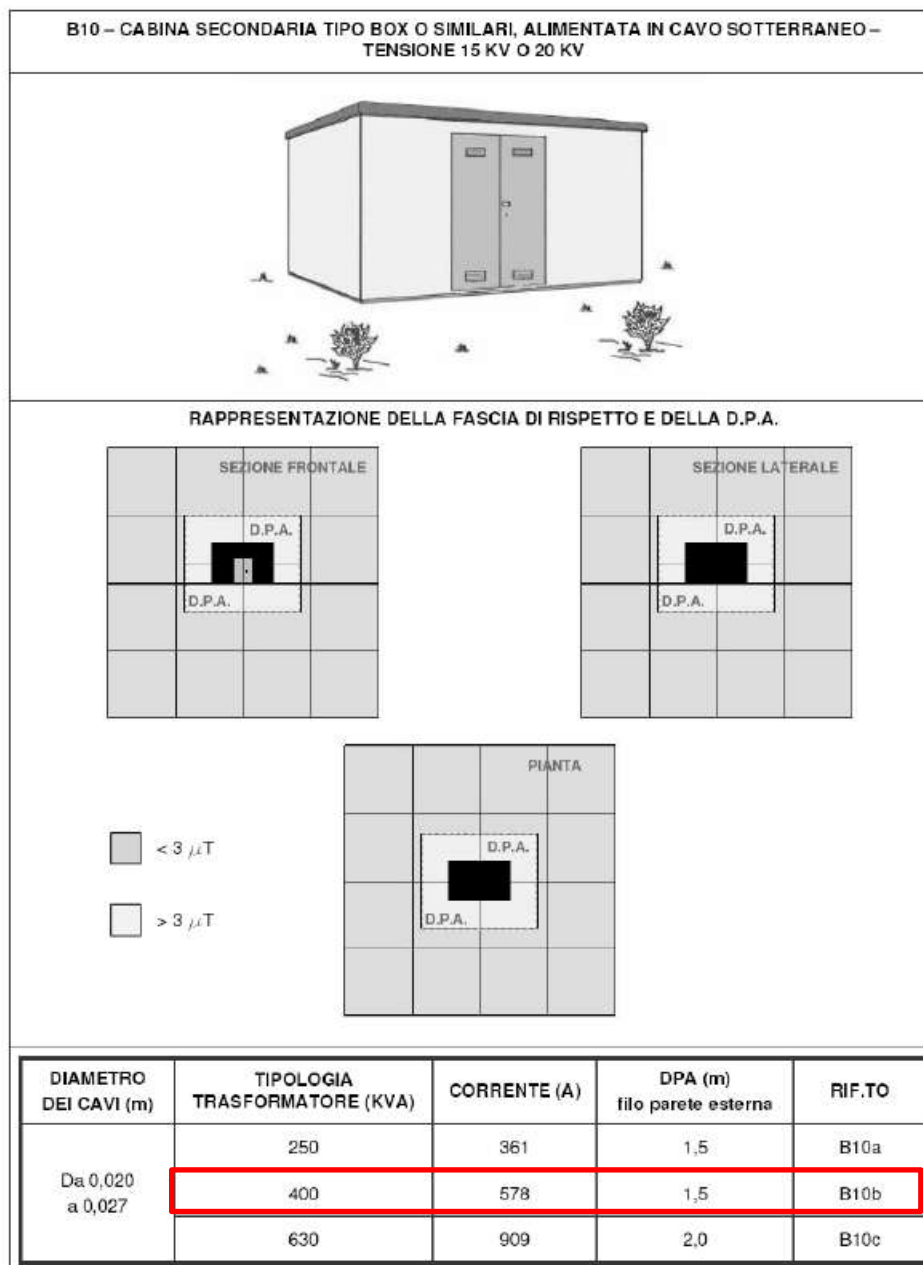 B10 – CABINA SECONDARIA TIPO BOX O SIMILARI, ALIMENTATA IN CAVO SOTTERRANEO –
TENSIONE 15 KV O 20 KV
RAPPRESENTAZIONE DELLA FASCIA DI RISPETTO E DELLA D.P.A.
SEZIONE FRONTALE
D.P.A.
D.P.A.
SEZIONE LATERALE
D.P.A.
D.P.A.
PIANTA
D.P.A.
D.P.A.
< 3 μT
> 3 μT
DIAMETRO
DEI CAVI (m)
TIPOLOGIA
TRASFORMATORE (KVA)
CORRENTE (A)
DPA (m)
filo parete esterna
RIF.TO
Da 0,020
a 0,027
250 361 1,5 B10a
400 578 1,5 B10b
630 909 2,0 B10c